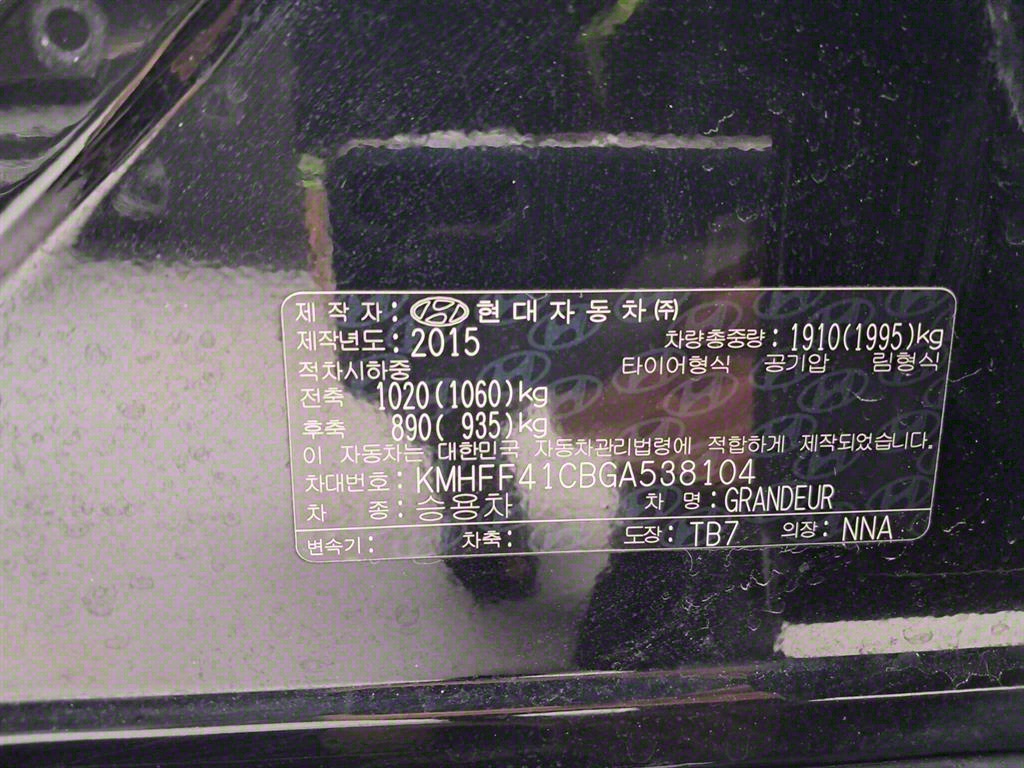 제 작 자 : 현대자동차㈜
제작년도 : 2015 차량총중량 : 1910(1995)kg
적차시하중 타이어형식 공기압 림형식
전축 1020(1060)kg
후축 890( 935)kg
이 자동차는 대한민국 자동차관리법령에 적합하게 제작되었습니다.
차대번호 : KMHFF41CBGA538104
차 종 : 승용차 차 명 : GRANDEUR
변속기 : 차축 : 도장 : TB7 의장 : NNA